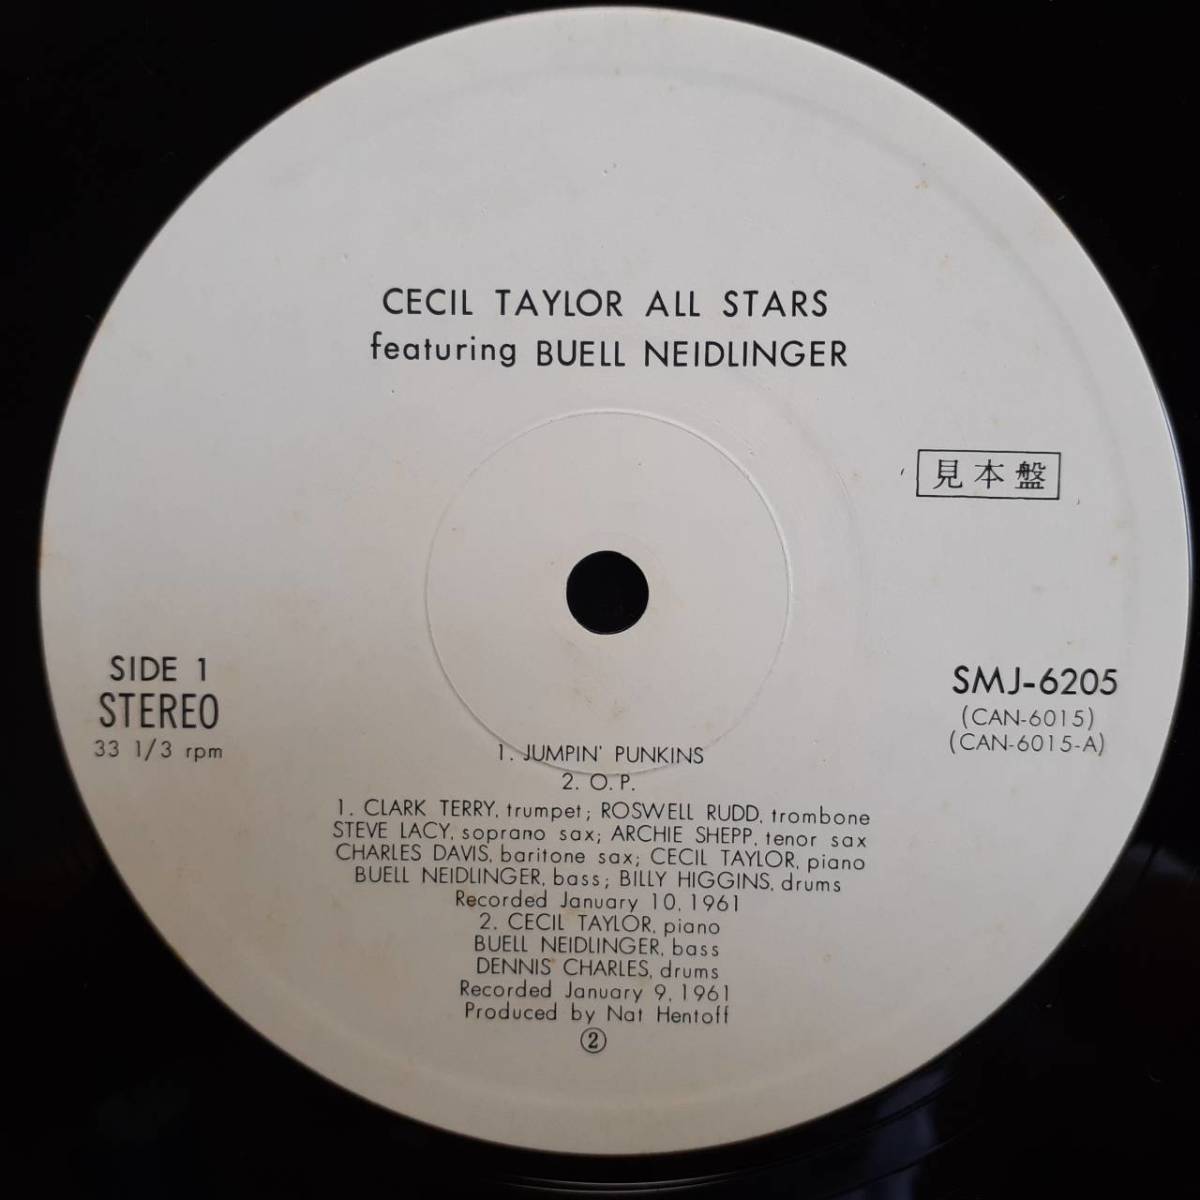 CECIL TAYLOR ALL STARS
featuring BUELL NEIDLINGER
見本盤
SIDE 1
STEREO
33 1/3 rpm
SMJ-6205
(CAN-6015)
(CAN-6015-A)
1. JUMPIN' PUNKINS
2. O.P.
1. CLARK TERRY, trumpet; ROSWELL RUDD, trombone
STEVE LACY, soprano sax; ARCHIE SHEPP, tenor sax
CHARLES DAVIS, baritone sax; CECIL TAYLOR, piano
BUELL NEIDLINGER, bass; BILLY HIGGINS, drums
Recorded January 10, 1961
2. CECIL TAYLOR, piano
BUELL NEIDLINGER, bass
DENNIS CHARLES, drums
Recorded January 9, 1961
Produced by Nat Hentoff
②